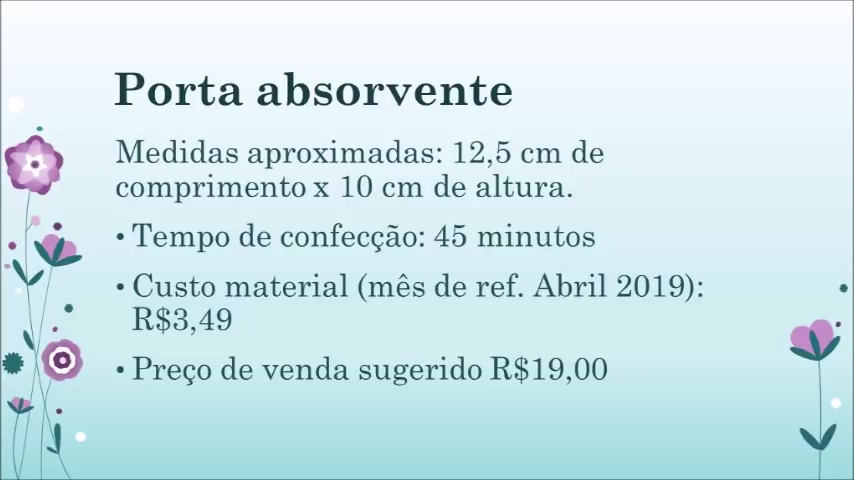 Porta absorvente
Medidas aproximadas: 12,5 cm de
comprimento x 10 cm de altura.
• Tempo de confecção: 45 minutos
• Custo material (mês de ref. Abril 2019):
R$3,49
• Preço de venda sugerido R$19,00